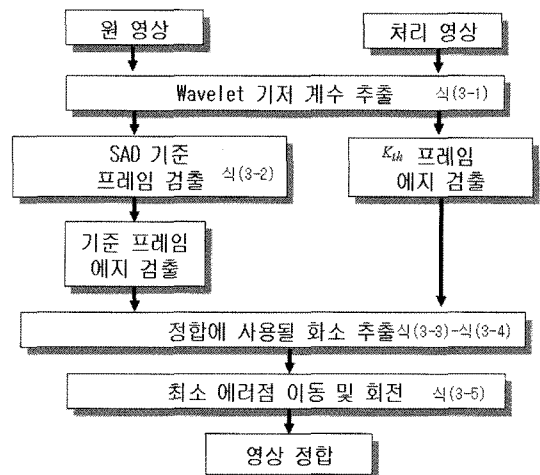 원 영상
처리 영상
Wavelet 기저 계수 추출 식(3-1)
SAD 기준
프레임 검출 식(3-2)
K_th 프레임
에지 검출
기준 프레임
에지 검출
정합에 사용될 화소 추출 식(3-3)-식(3-4)
최소 에러점 이동 및 회전 식(3-5)
영상 정합